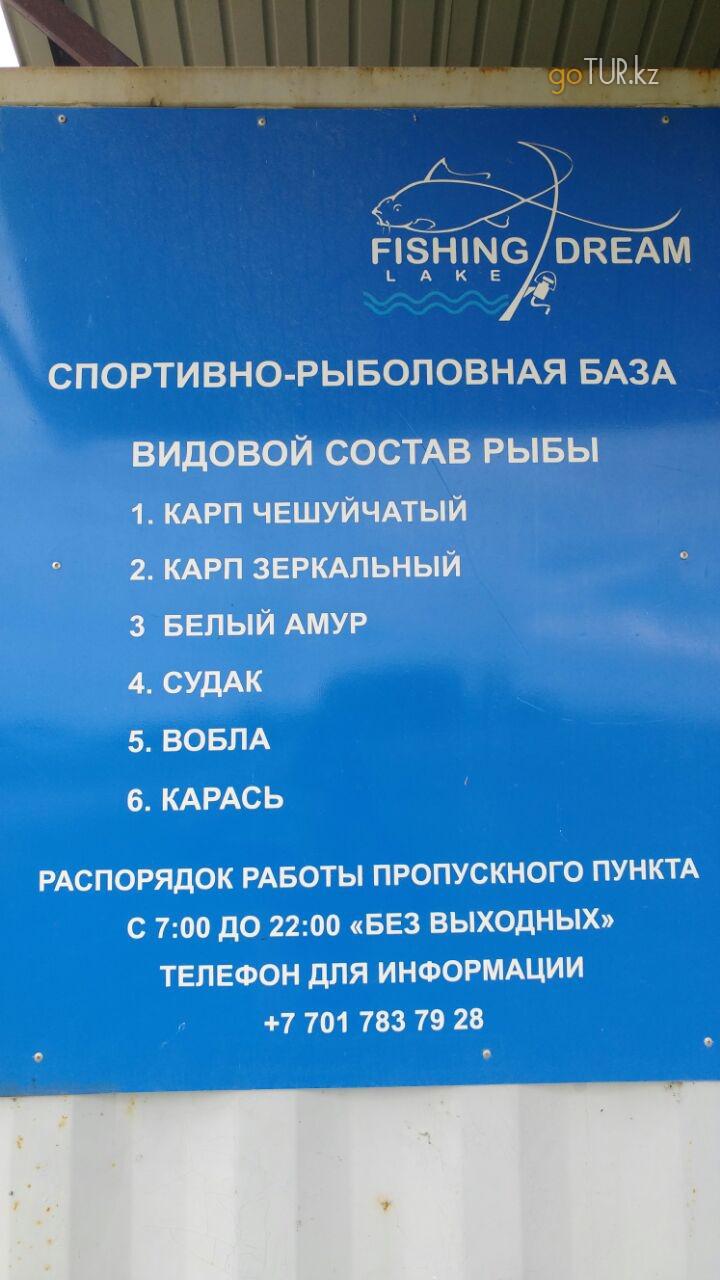 goTUR.kz
FISHING DREAM
LAKE
СПОРТИВНО-РЫБОЛОВНАЯ БАЗА
ВИДОВОЙ СОСТАВ РЫБЫ
1. КАРП ЧЕШУЙЧАТЫЙ
2. КАРП ЗЕРКАЛЬНЫЙ
3 БЕЛЫЙ АМУР
4. СУДАК
5. ВОБЛА
6. КАРАСЬ
РАСПОРЯДОК РАБОТЫ ПРОПУСКНОГО ПУНКТА
С 7:00 ДО 22:00 «БЕЗ ВЫХОДНЫХ»
ТЕЛЕФОН ДЛЯ ИНФОРМАЦИИ
+7 701 783 79 28